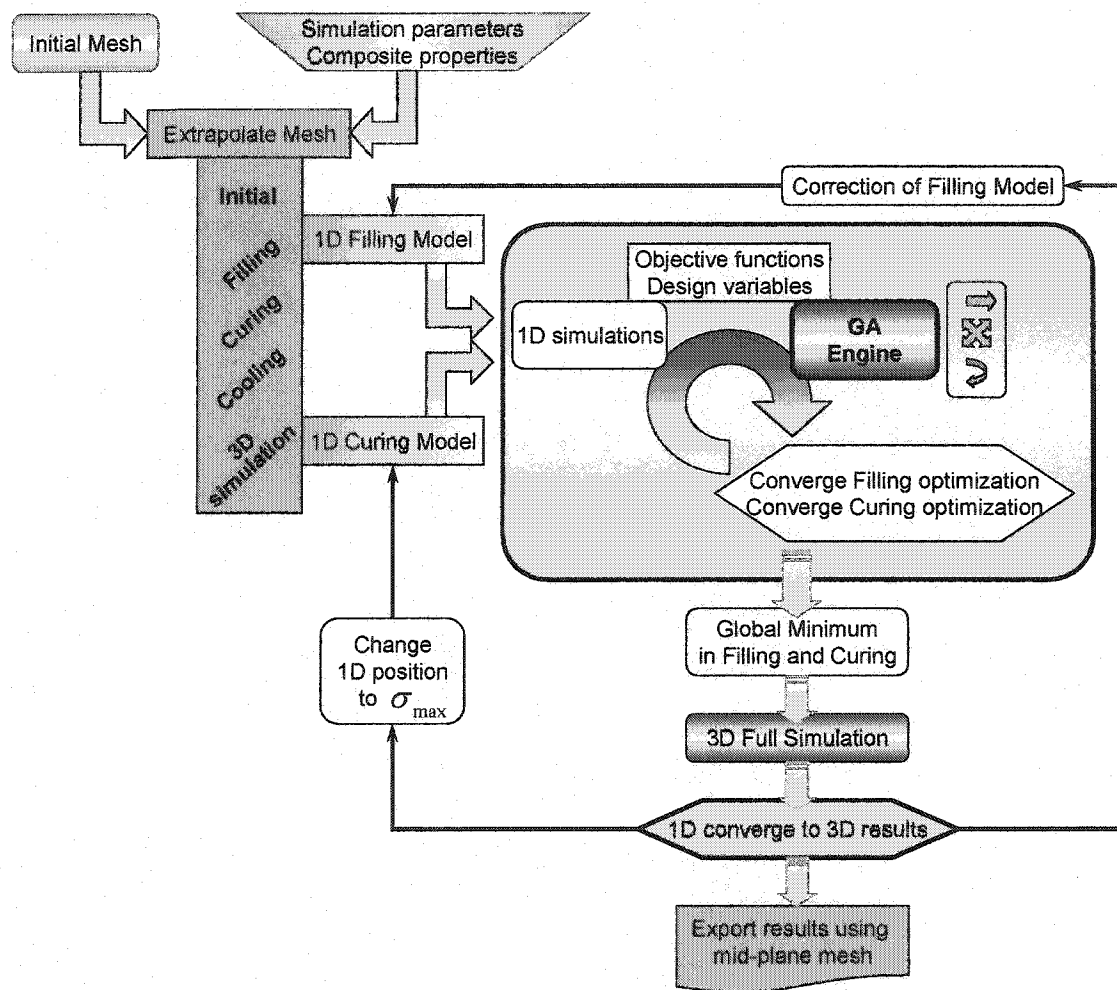 Initial Mesh
Simulation parameters
Composite properties
Extrapolate Mesh
Initial
Filling
Curing
Cooling
3D
simulation
1D Filling Model
1D Curing Model
Correction of Filling Model
Objective functions
Design variables
1D simulations
GA
Engine
Converge Filling optimization
Converge Curing optimization
Global Minimum
in Filling and Curing
Change
1D position
to σmax
3D Full Simulation
1D converge to 3D results
Export results using
mid-plane mesh